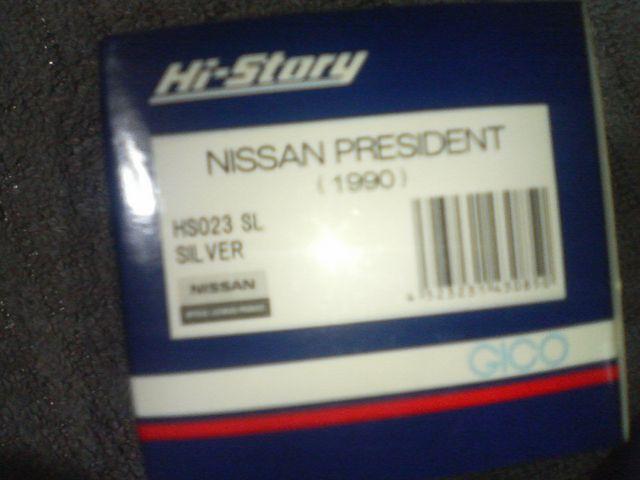 Hi-Story
NISSAN PRESIDENT
(1990)
HS023 SL
SILVER
NISSAN
GICO